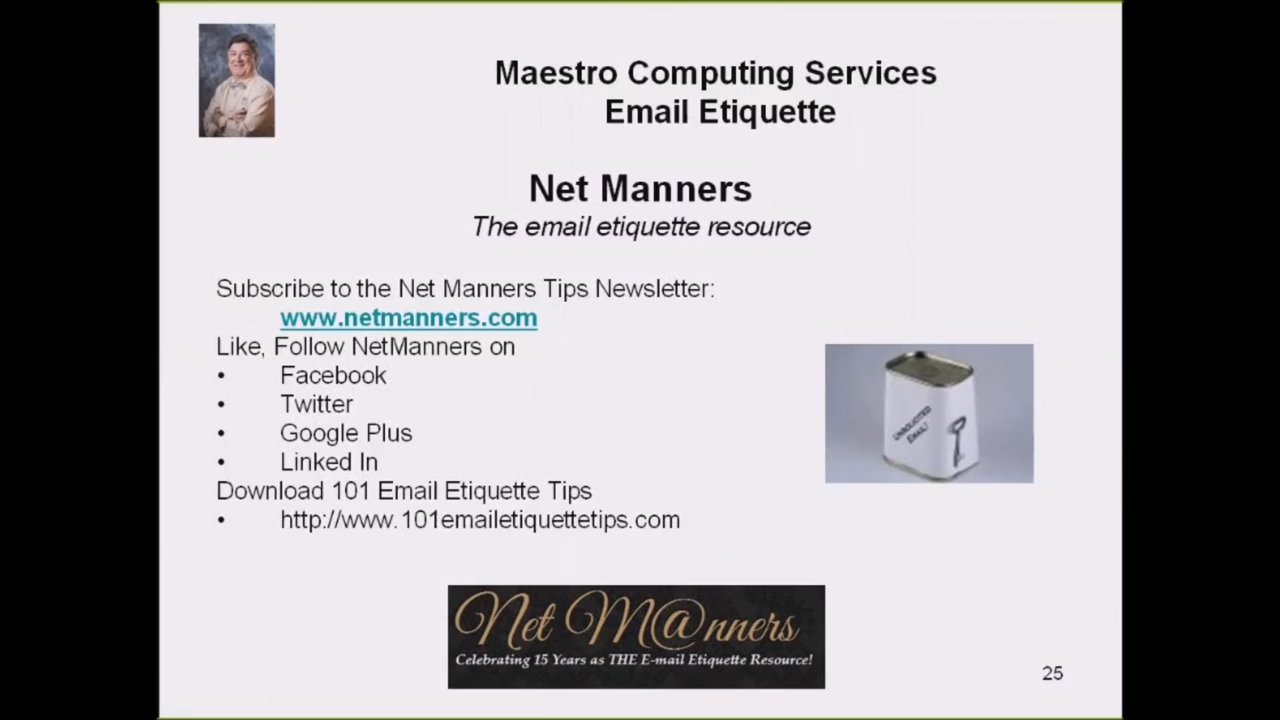 Maestro Computing Services
Email Etiquette
Net Manners
The email etiquette resource
Subscribe to the Net Manners Tips Newsletter:
www.netmanners.com
Like, Follow NetManners on
• Facebook
• Twitter
• Google Plus
• Linked In
Download 101 Email Etiquette Tips
• http://www.101emailetiquettetips.com
UNSOLICITED
EMAIL!
Net M@nners
Celebrating 15 Years as THE E-mail Etiquette Resource!
25